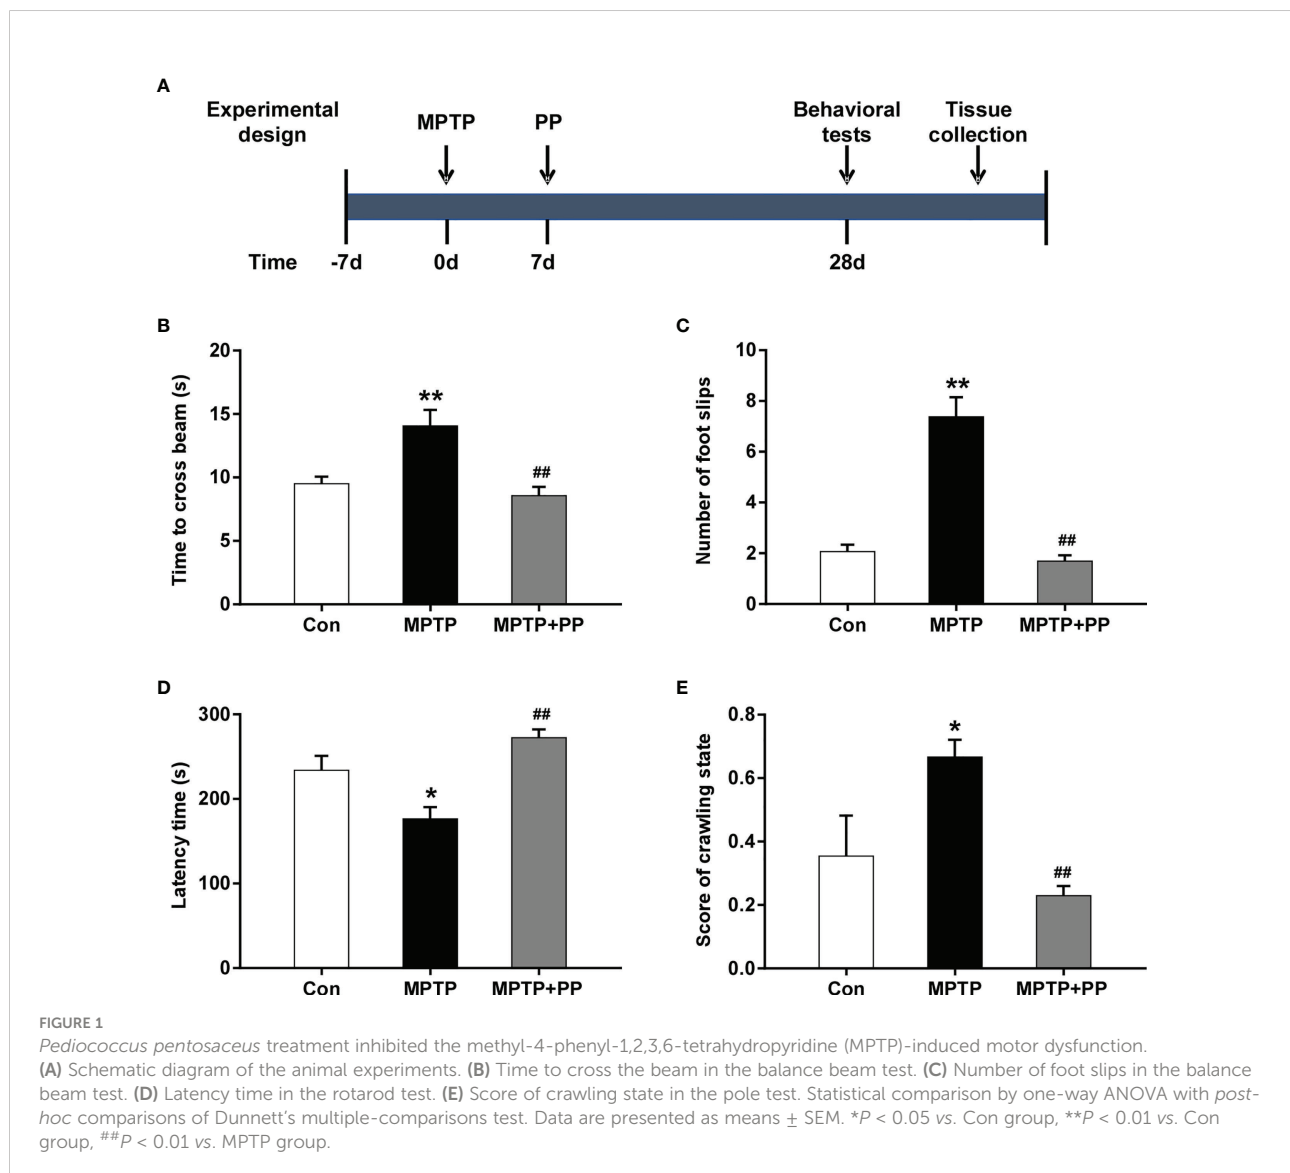 A
Experimental
design
MPTP
PP
Behavioral
tests
Tissue
collection
Time
-7d
0d
7d
28d
B
Time to cross beam (s)
20
15
10
5
0
**
##
Con
MPTP
MPTP+PP
C
Number of foot slips
10
8
6
4
2
0
**
##
Con
MPTP
MPTP+PP
D
Latency time (s)
300
200
100
0
*
##
Con
MPTP
MPTP+PP
E
Score of crawling state
0.8
0.6
0.4
0.2
0.0
*
##
Con
MPTP
MPTP+PP
FIGURE 1
Pediococcus pentosaceus treatment inhibited the methyl-4-phenyl-1,2,3,6-tetrahydropyridine (MPTP)-induced motor dysfunction.
(A) Schematic diagram of the animal experiments. (B) Time to cross the beam in the balance beam test. (C) Number of foot slips in the balance
beam test. (D) Latency time in the rotarod test. (E) Score of crawling state in the pole test. Statistical comparison by one-way ANOVA with post-
hoc comparisons of Dunnett's multiple-comparisons test. Data are presented as means ± SEM. *P < 0.05 vs. Con group, **P < 0.01 vs. Con
group, ##P < 0.01 vs. MPTP group.